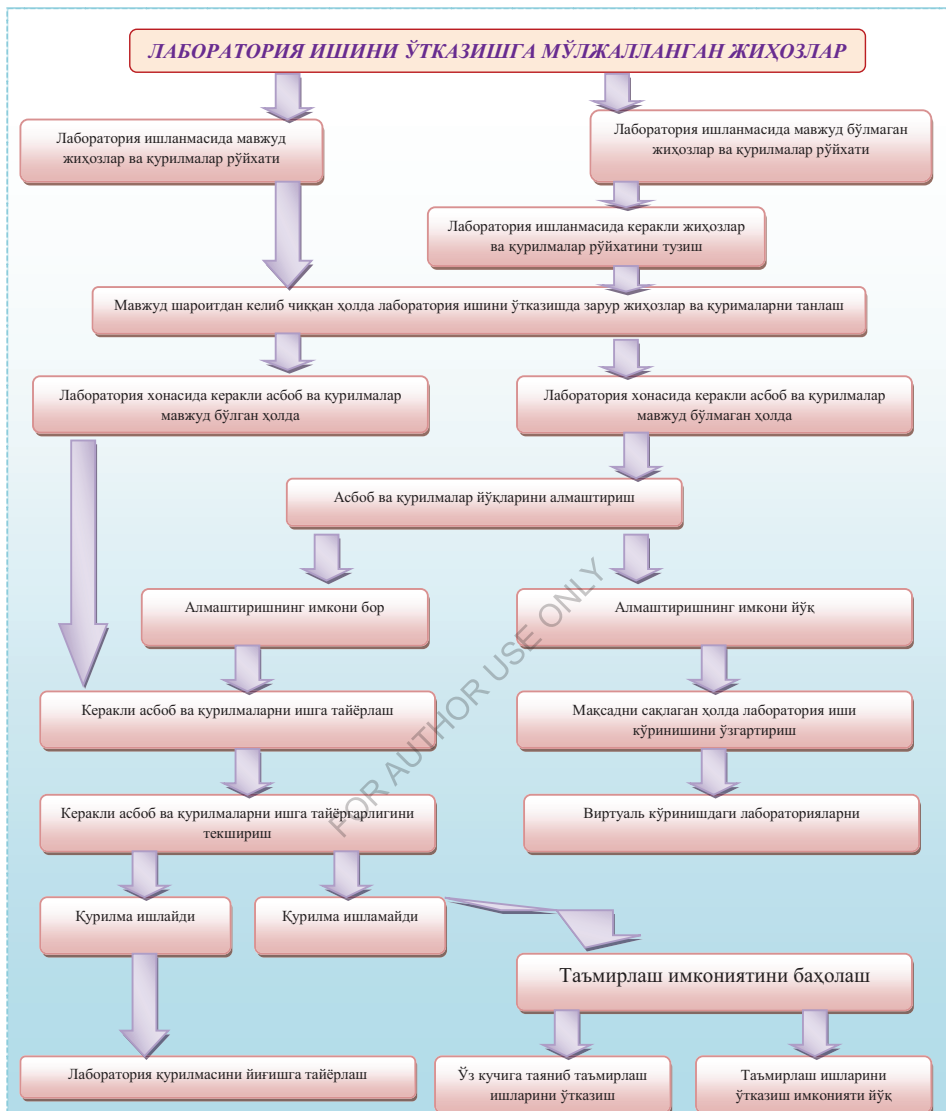 ЛАБОРАТОРИЯ ИШИНИ ЎТКАЗИШГА МЎЛЖАЛЛАНГАН ЖИҲОЗЛАР
Лаборатория ишланмасида мавжуд
жиҳозлар ва қурилмалар рўйхати
Лаборатория ишланмасида мавжуд бўлмаган
жиҳозлар ва қурилмалар рўйхати
Лаборатория ишланмасида керакли жиҳозлар
ва қурилмалар рўйхатини тузиш
Мавжуд шароитдан келиб чиққан ҳолда лаборатория ишини ўтказишда зарур жиҳозлар ва қурималарни танлаш
Лаборатория хонасида керакли асбоб ва қурилмалар
мавжуд бўлган ҳолда
Лаборатория хонасида керакли асбоб ва қурилмалар
мавжуд бўлмаган ҳолда
Асбоб ва қурилмалар йўқларини алмаштириш
Алмаштиришнинг имкони бор
Алмаштиришнинг имкони йўқ
Керакли асбоб ва қурилмаларни ишга тайёрлаш
Мақсадни сақлаган ҳолда лаборатория иши
кўринишини ўзгартириш
Керакли асбоб ва қурилмаларни ишга тайёргарлигини
текшириш
Виртуаль кўринишдаги лабораторияларни
Қурилма ишлайди
Қурилма ишламайди
Таъмирлаш имкониятини баҳолаш
Лаборатория қурилмасини йиғишга тайёрлаш
Ўз кучига таяниб таъмирлаш
ишларини ўтказиш
Таъмирлаш ишларини
ўтказиш имконияти йўқ
FOR AUTHOR USE ONLY